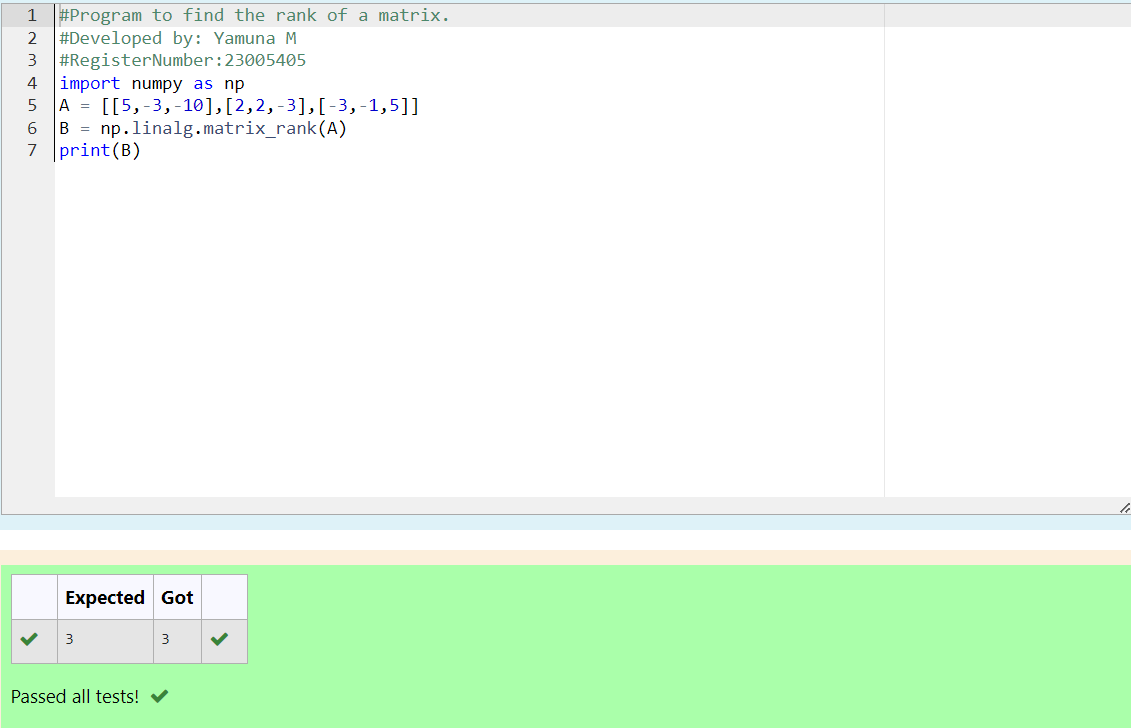 1 #Program to find the rank of a matrix.
2 #Developed by: Yamuna M
3 #RegisterNumber:23005405
4 import numpy as np
5 A = [[5,-3,-10],[2,2,-3],[-3,-1,5]]
6 B = np.linalg.matrix_rank(A)
7 print(B)
Expected Got
3 3
Passed all tests!